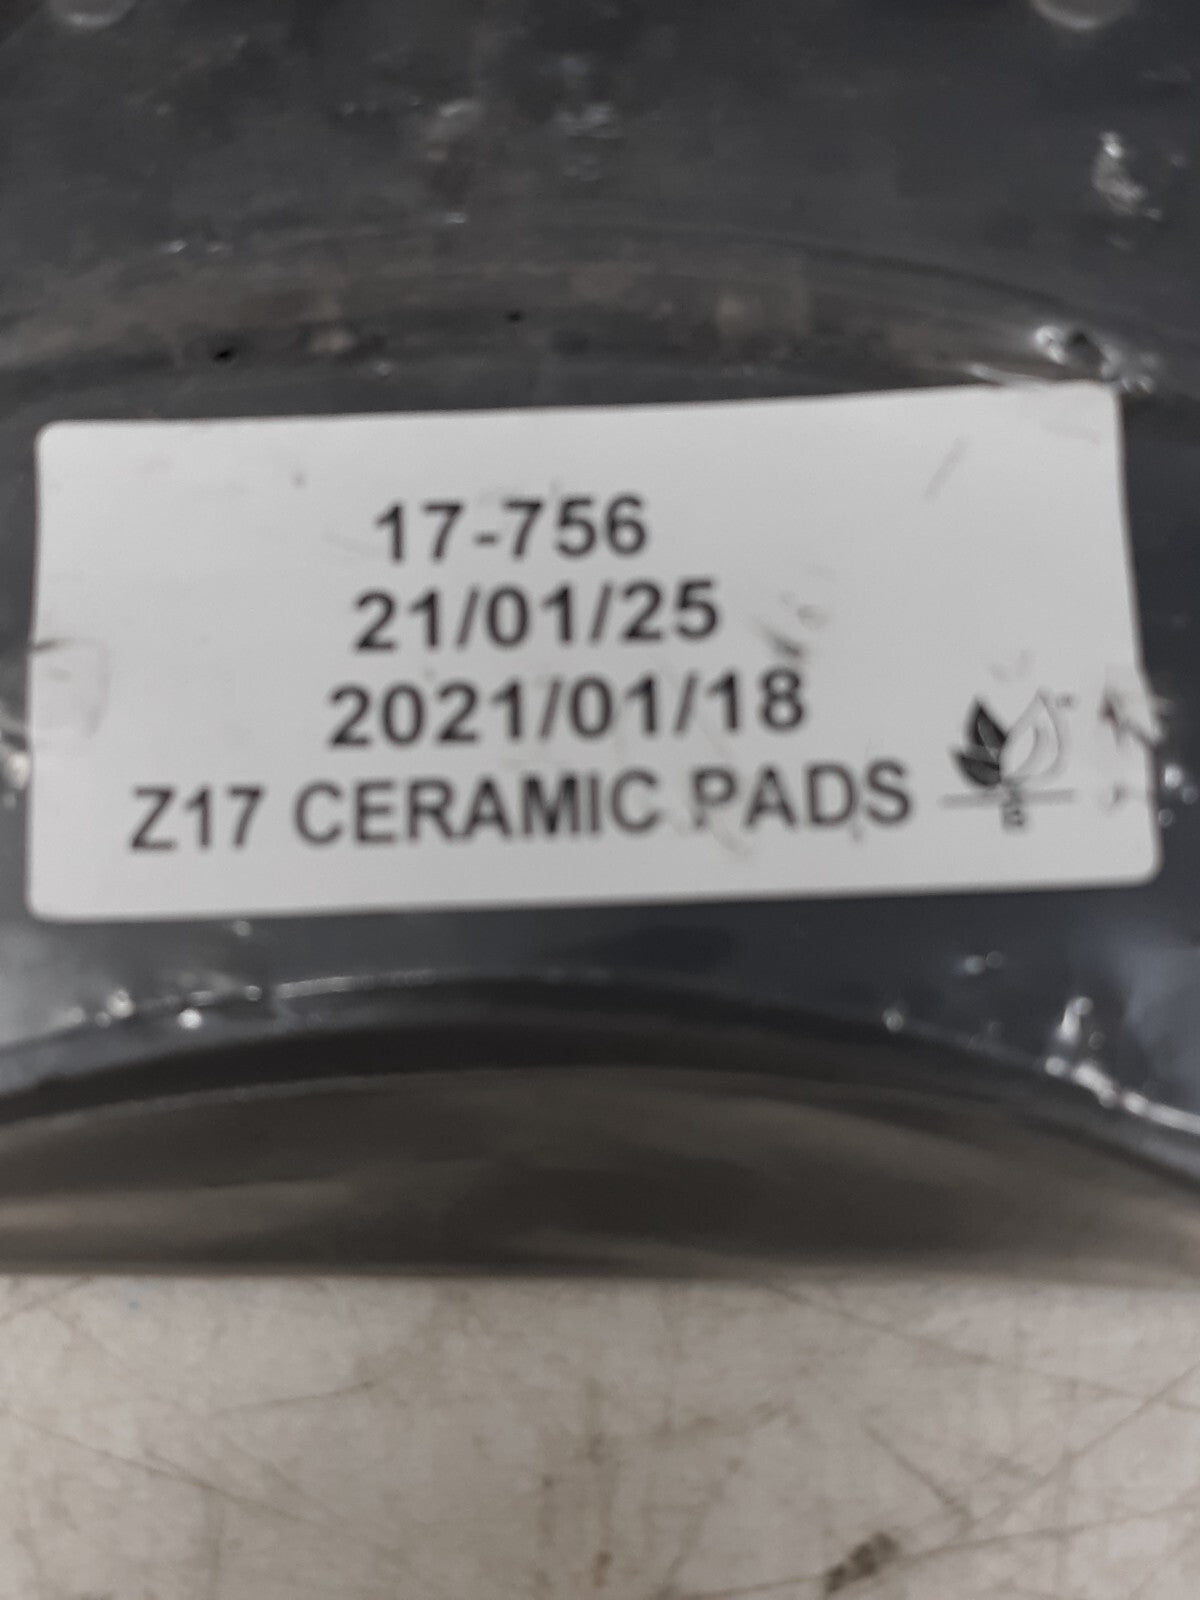 17-756
21/01/25
2021/01/18
Z17 CERAMIC PADS